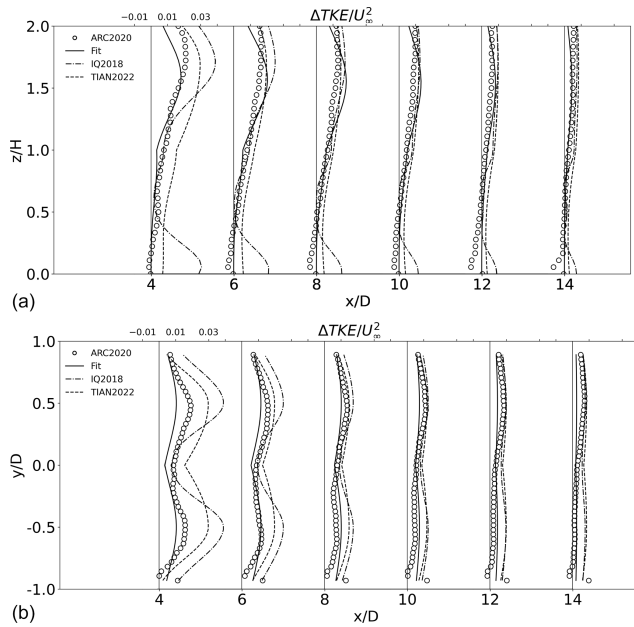 −0.01 0.01 0.03 ΔTKE/U²∞
ARC2020
Fit
IQ2018
TIAN2022
2.0
1.5
1.0
0.5
0.0
z/H
4 6 8 10 12 14
x/D
(a)
−0.01 0.01 0.03 ΔTKE/U²∞
ARC2020
Fit
IQ2018
TIAN2022
1.0
0.5
0.0
-0.5
-1.0
y/D
4 6 8 10 12 14
x/D
(b)